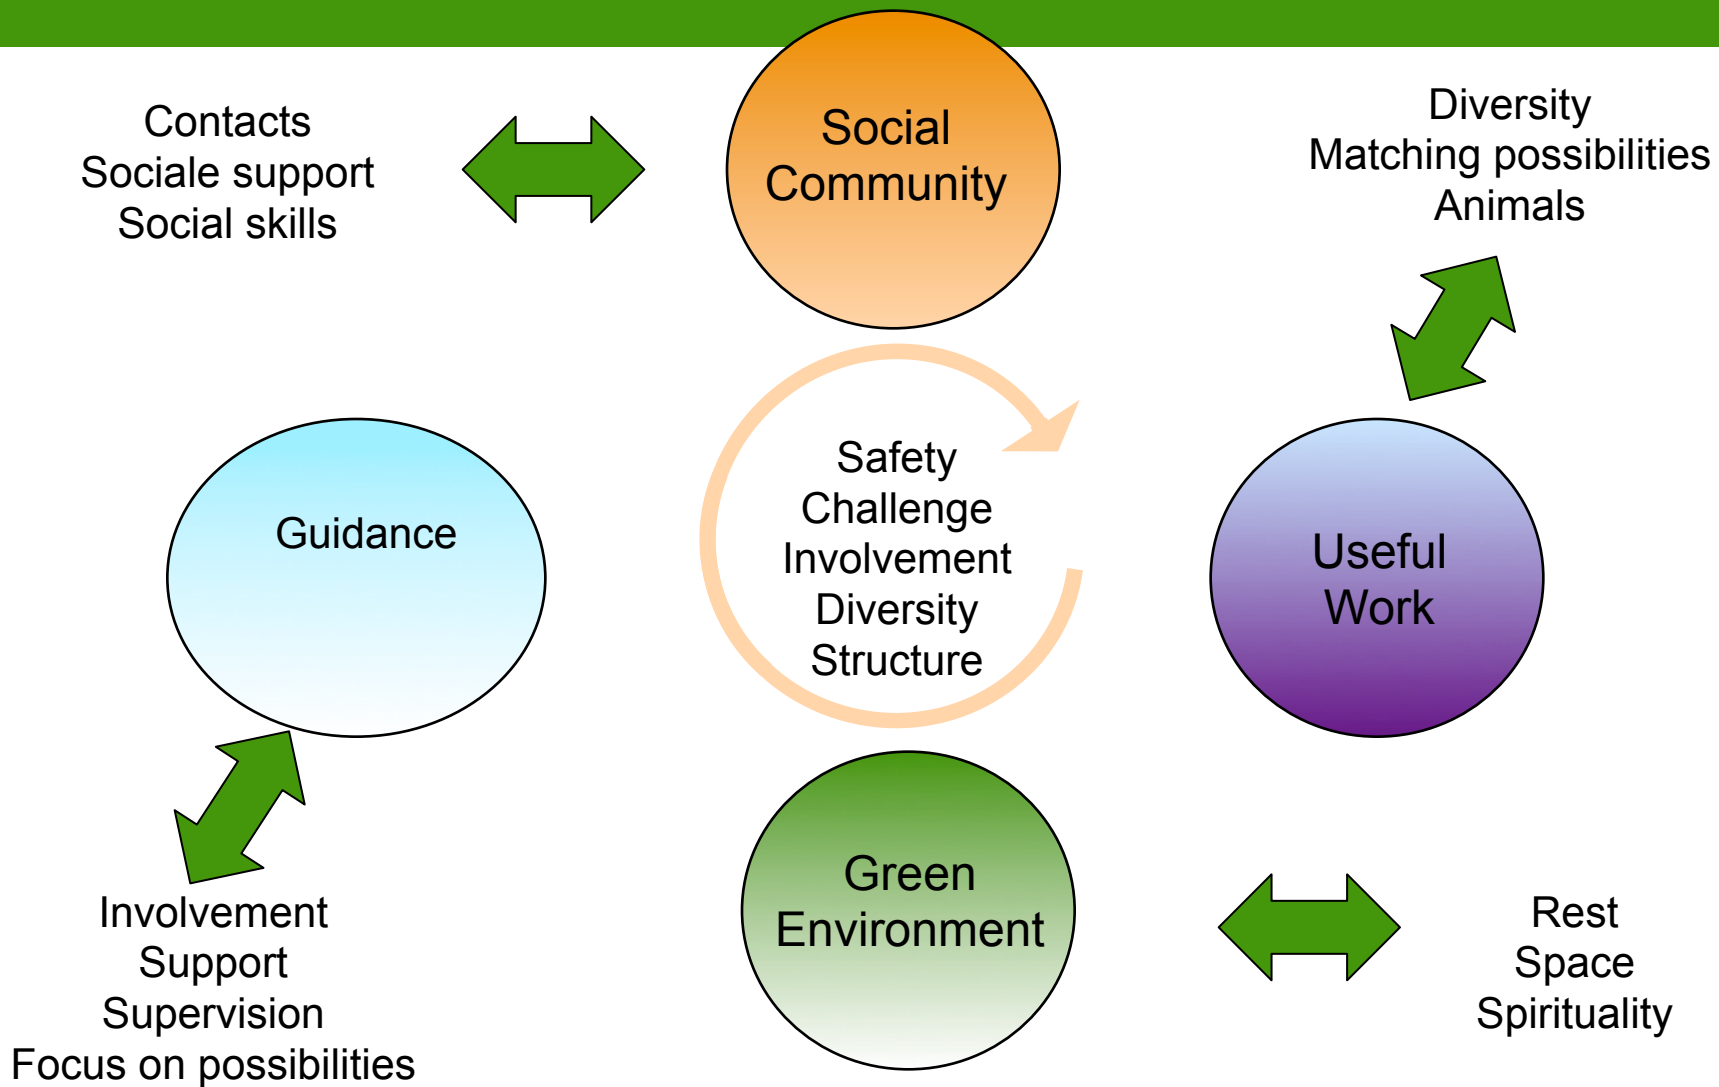 Contacts
Sociale support
Social skills
Social
Community
Diversity
Matching possibilities
Animals
Guidance
Safety
Challenge
Involvement
Diversity
Structure
Useful
Work
Involvement
Support
Supervision
Focus on possibilities
Green
Environment
Rest
Space
Spirituality